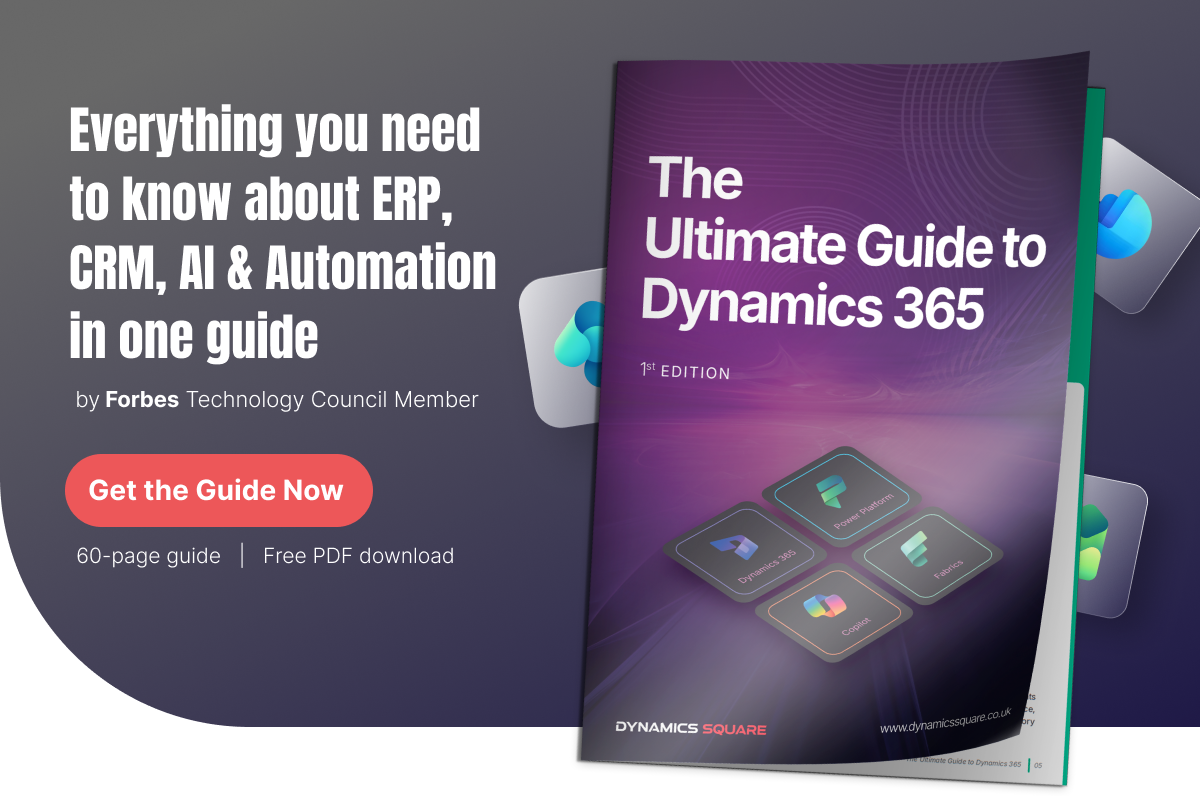 Everything you need
to know about ERP,
CRM, AI & Automation
in one guide
by Forbes Technology Council Member
Get the Guide Now
60-page guide | Free PDF download
The
Ultimate Guide to
Dynamics 365
1st EDITION
Power Platform
Dynamics 365
Fabrics
Copilot
DYNAMICS SQUARE
www.dynamicssquare.co.uk
Ultimate Guide to Dynamics 365 | 05